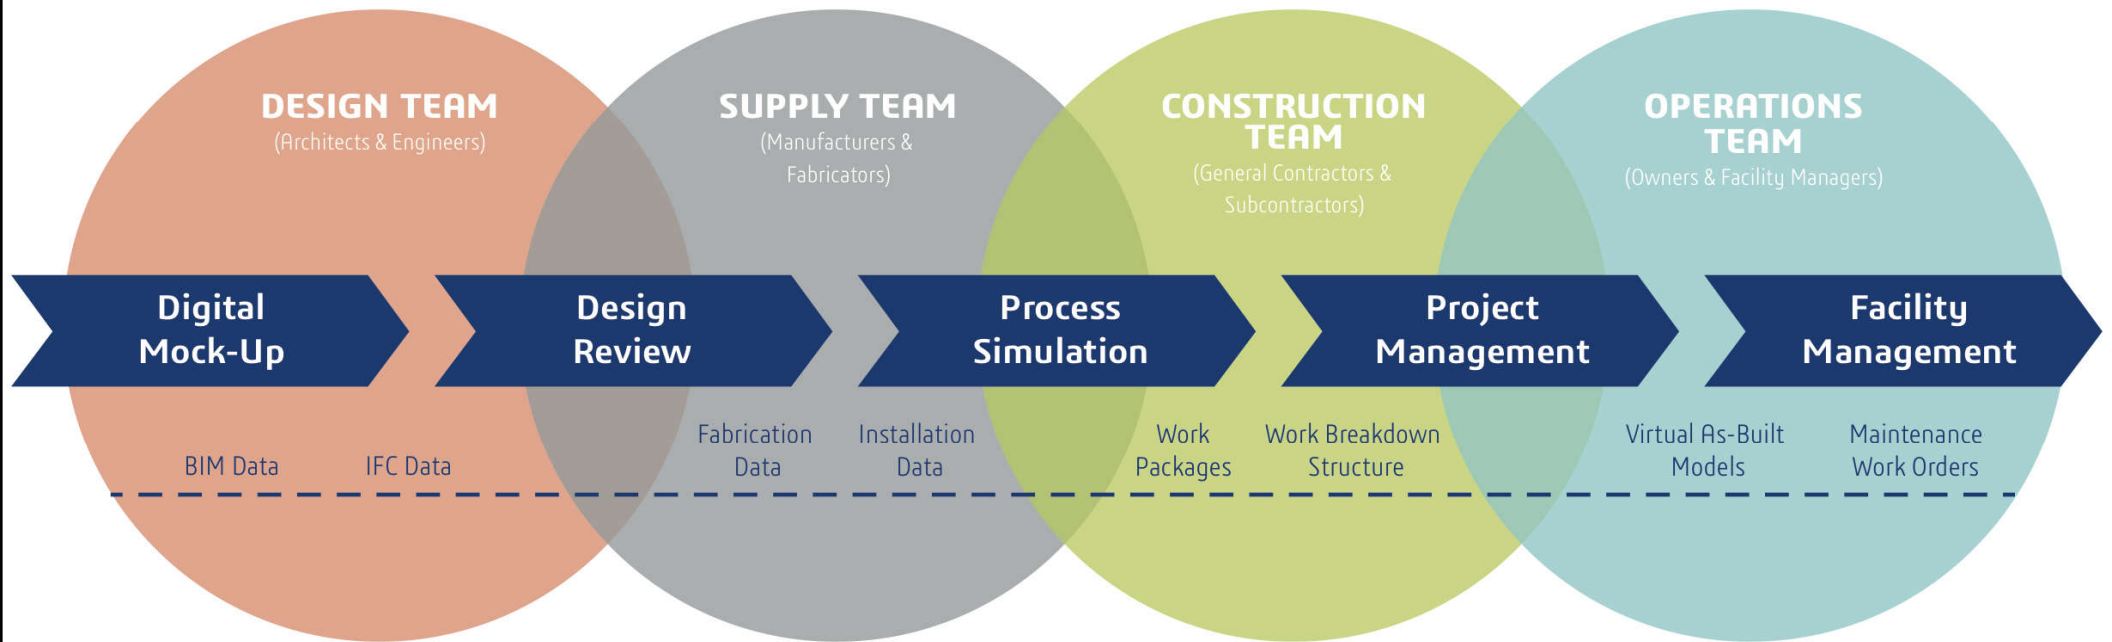 DESIGN TEAM
(Architects & Engineers)
SUPPLY TEAM
(Manufacturers &
Fabricators)
CONSTRUCTION
TEAM
(General Contractors &
Subcontractors)
OPERATIONS
TEAM
(Owners & Facility Managers)
Digital
Mock-Up
Design
Review
Process
Simulation
Project
Management
Facility
Management
BIM Data
IFC Data
Fabrication
Data
Installation
Data
Work
Packages
Work Breakdown
Structure
Virtual As-Built
Models
Maintenance
Work Orders